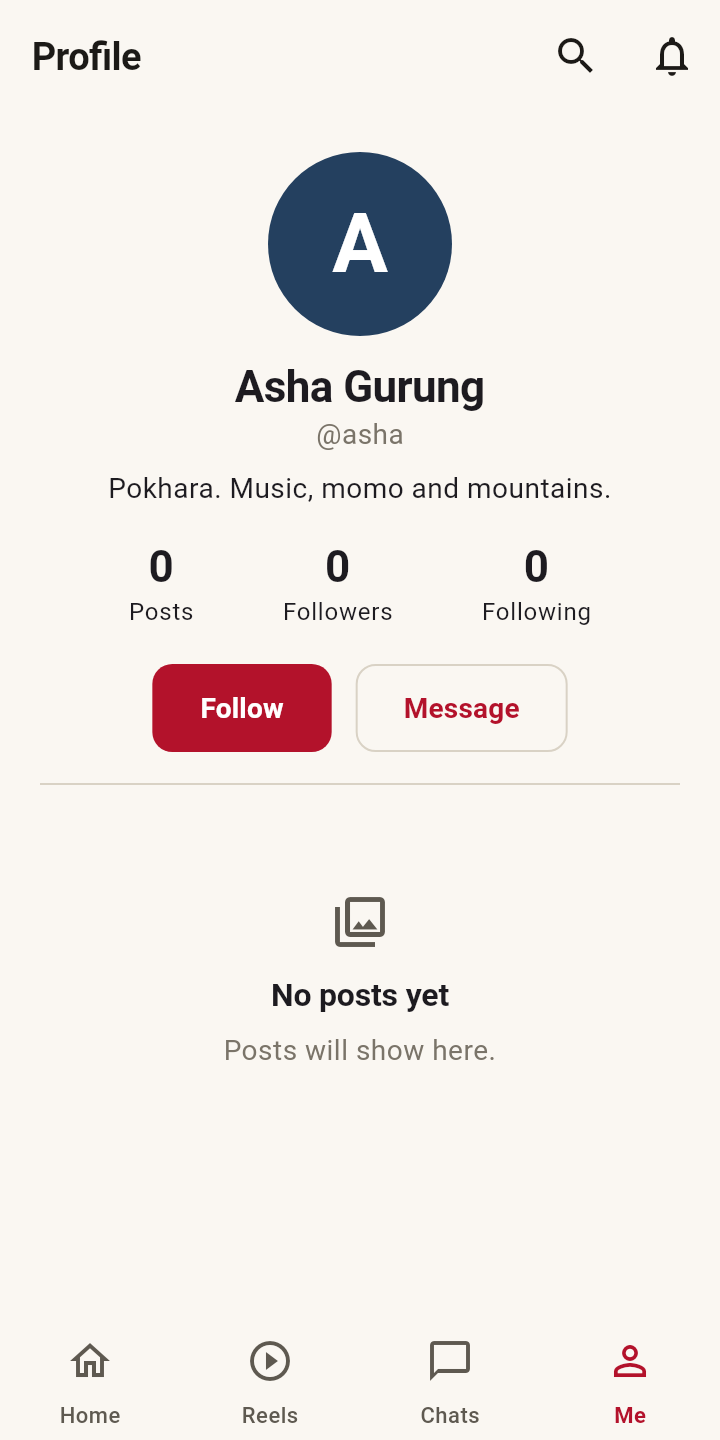 Profile
A
Asha Gurung
@asha
Pokhara. Music, momo and mountains.
0 0 0
Posts Followers Following
Follow Message
No posts yet
Posts will show here.
Home Reels Chats Me